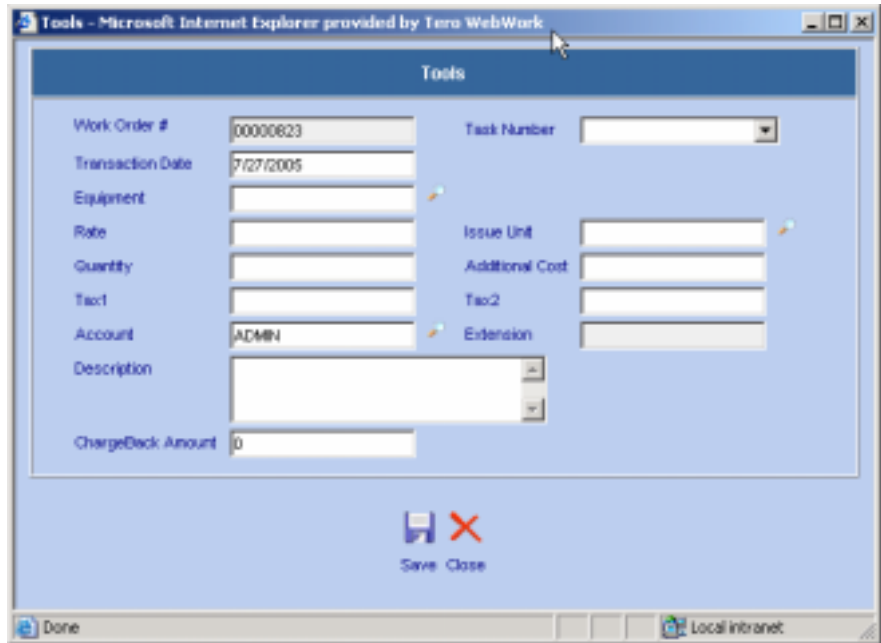 Tools - Microsoft Internet Explorer provided by Tero WebWork
Tools
Work Order # 00000823 Task Number
Transaction Date 7/27/2005
Equipment
Rate Issue Unit
Quantity Additional Cost
Tax1 Tax2
Account ADMIN Extension
Description
ChargeBack Amount 0
Save Close
Done Local intranet